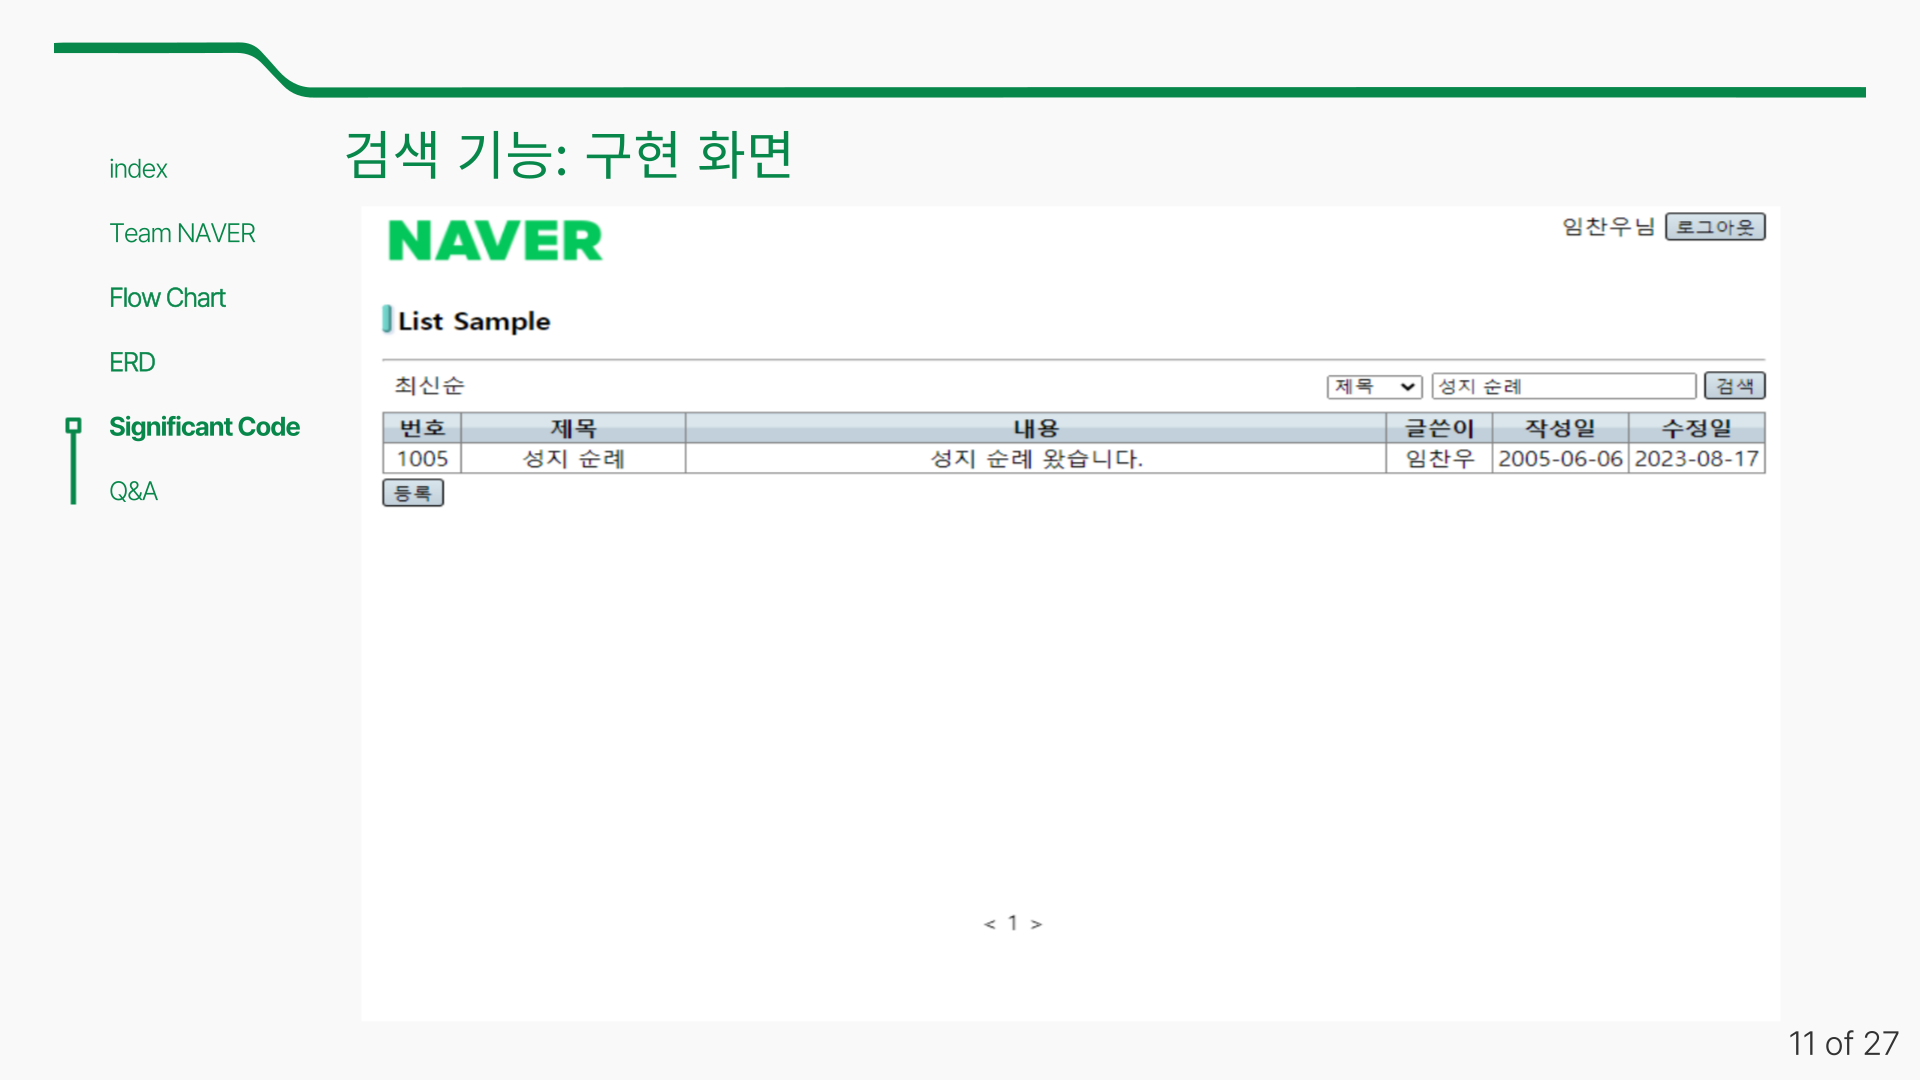 검색 기능: 구현 화면
index
Team NAVER
Flow Chart
ERD
Significant Code
Q&A
NAVER
임찬우님 로그아웃
List Sample
최신순 제목 성지 순례 검색
번호 제목 내용 글쓴이 작성일 수정일
1005 성지 순례 성지 순례 왔습니다. 임찬우 2005-06-06 2023-08-17
등록
< 1 >
11 of 27